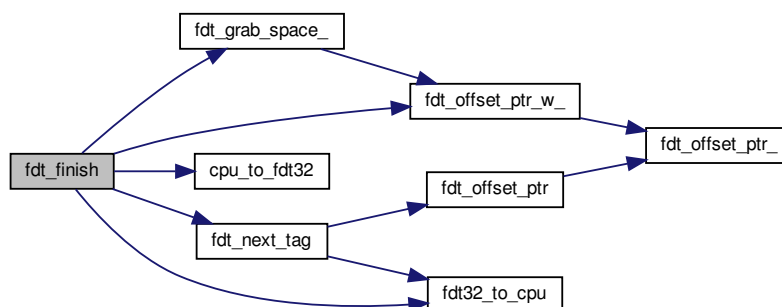 fdt_finish
fdt_grab_space_
cpu_to_fdt32
fdt_next_tag
fdt_offset_ptr_w_
fdt_offset_ptr
fdt32_to_cpu
fdt_offset_ptr_